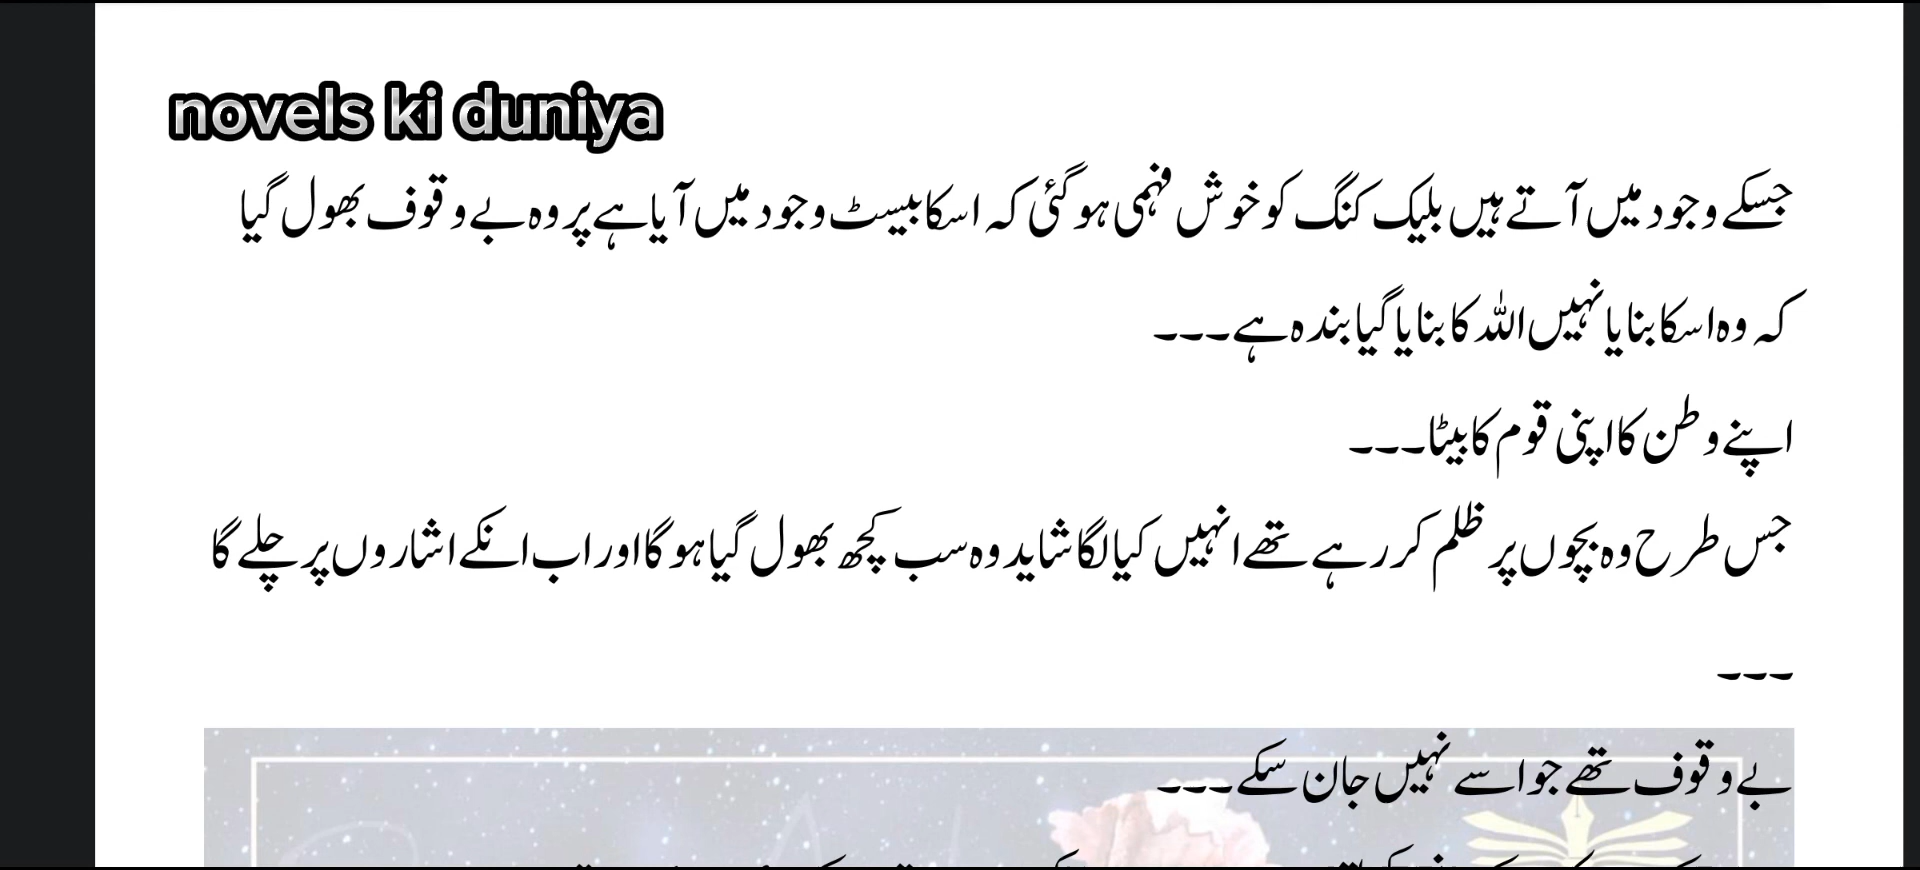 novels ki duniya
جسکے وجود میں آتے ہیں بلیک کنگ کو خوش فہمی ہو گئی کہ اسکا بیسٹ وجود میں آیا ہے پر وہ بے وقوف بھول گیا
کہ وہ اسکا بنایا نہیں اللہ کا بنایا گیا بندہ ہے۔۔۔
اپنے وطن کا اپنی قوم کا بیٹا۔۔۔
جس طرح وہ بچوں پر ظلم کر رہے تھے انہیں کیا لگا شاید وہ سب کچھ بھول گیا ہو گا اور اب انکے اشاروں پر چلے گا
۔۔۔
بے وقوف تھے جو اسے نہیں جان سکے۔۔۔